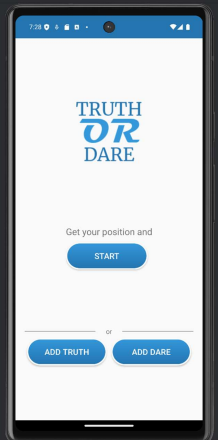 7:28
TRUTH
OR
DARE
Get your position and
START
or
ADD TRUTH
ADD DARE